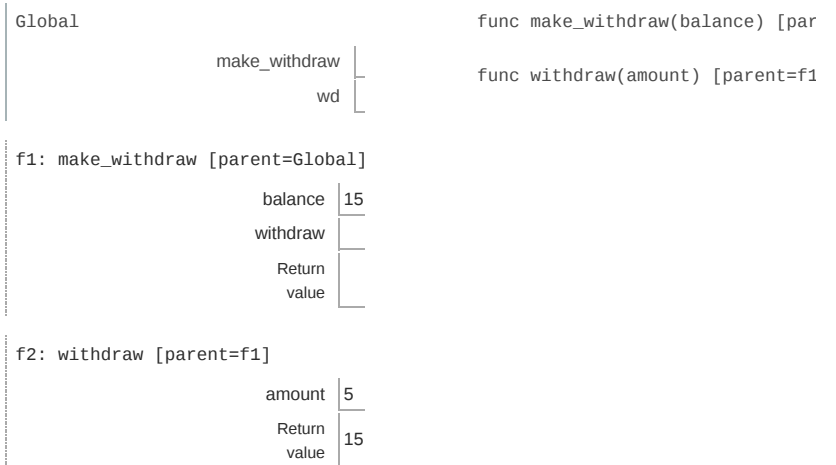 Global
make_withdraw
wd
func make_withdraw(balance) [par
func withdraw(amount) [parent=f1
f1: make_withdraw [parent=Global]
balance 15
withdraw
Return
value
f2: withdraw [parent=f1]
amount 5
Return
value 15